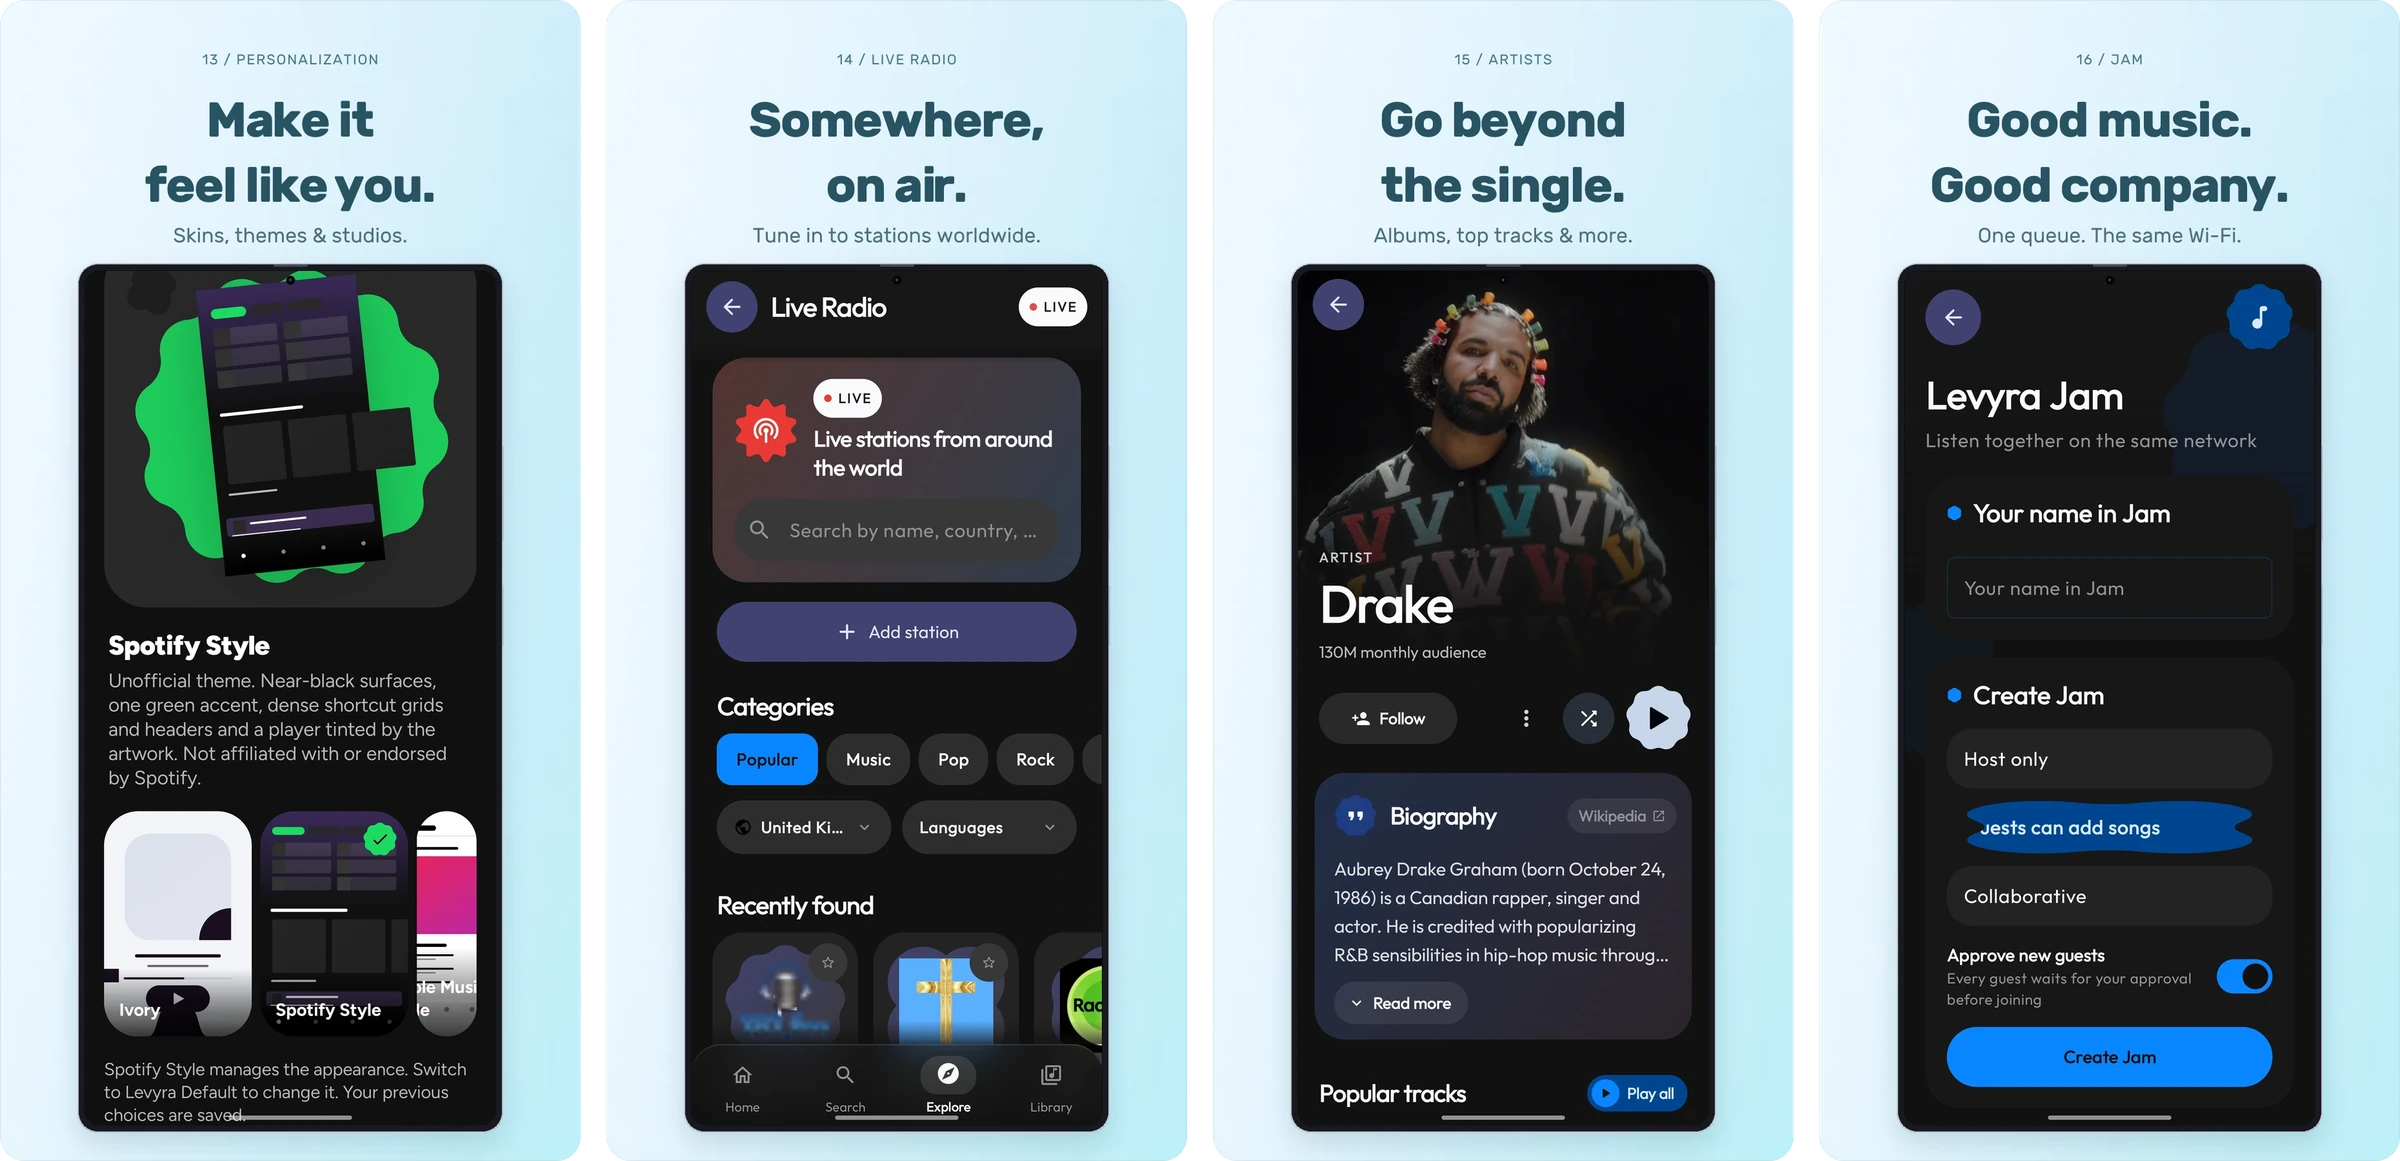 13 / PERSONALIZATION
Make it
feel like you.
Skins, themes & studios.
Spotify Style
Unofficial theme. Near-black surfaces,
one green accent, dense shortcut grids
and headers and a player tinted by the
artwork. Not affiliated with or endorsed
by Spotify.
Ivory
Spotify Style
ple Musi
le
Spotify Style manages the appearance. Switch
to Levyra Default to change it. Your previous
choices are saved.
14 / LIVE RADIO
Somewhere,
on air.
Tune in to stations worldwide.
Live Radio
LIVE
LIVE
Live stations from around
the world
Search by name, country, ...
Add station
Categories
Popular
Music
Pop
Rock
United Ki...
Languages
Recently found
Rad
Home
Search
Explore
Library
15 / ARTISTS
Go beyond
the single.
Albums, top tracks & more.
ARTIST
Drake
130M monthly audience
Follow
Biography
Wikipedia
Aubrey Drake Graham (born October 24,
1986) is a Canadian rapper, singer and
actor. He is credited with popularizing
R&B sensibilities in hip-hop music throug...
Read more
Popular tracks
Play all
16 / JAM
Good music.
Good company.
One queue. The same Wi-Fi.
Levyra Jam
Listen together on the same network
Your name in Jam
Your name in Jam
Create Jam
Host only
uests can add songs
Collaborative
Approve new guests
Every guest waits for your approval
before joining
Create Jam